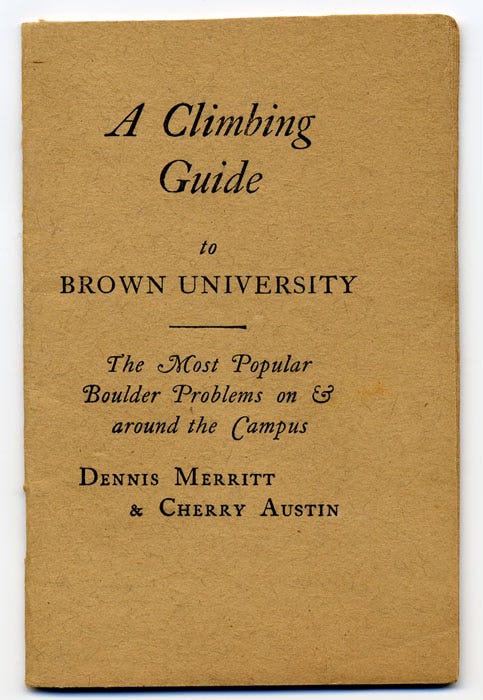 A Climbing
Guide
to
BROWN UNIVERSITY
The Most Popular
Boulder Problems on &
around the Campus
DENNIS MERRITT
& CHERRY AUSTIN